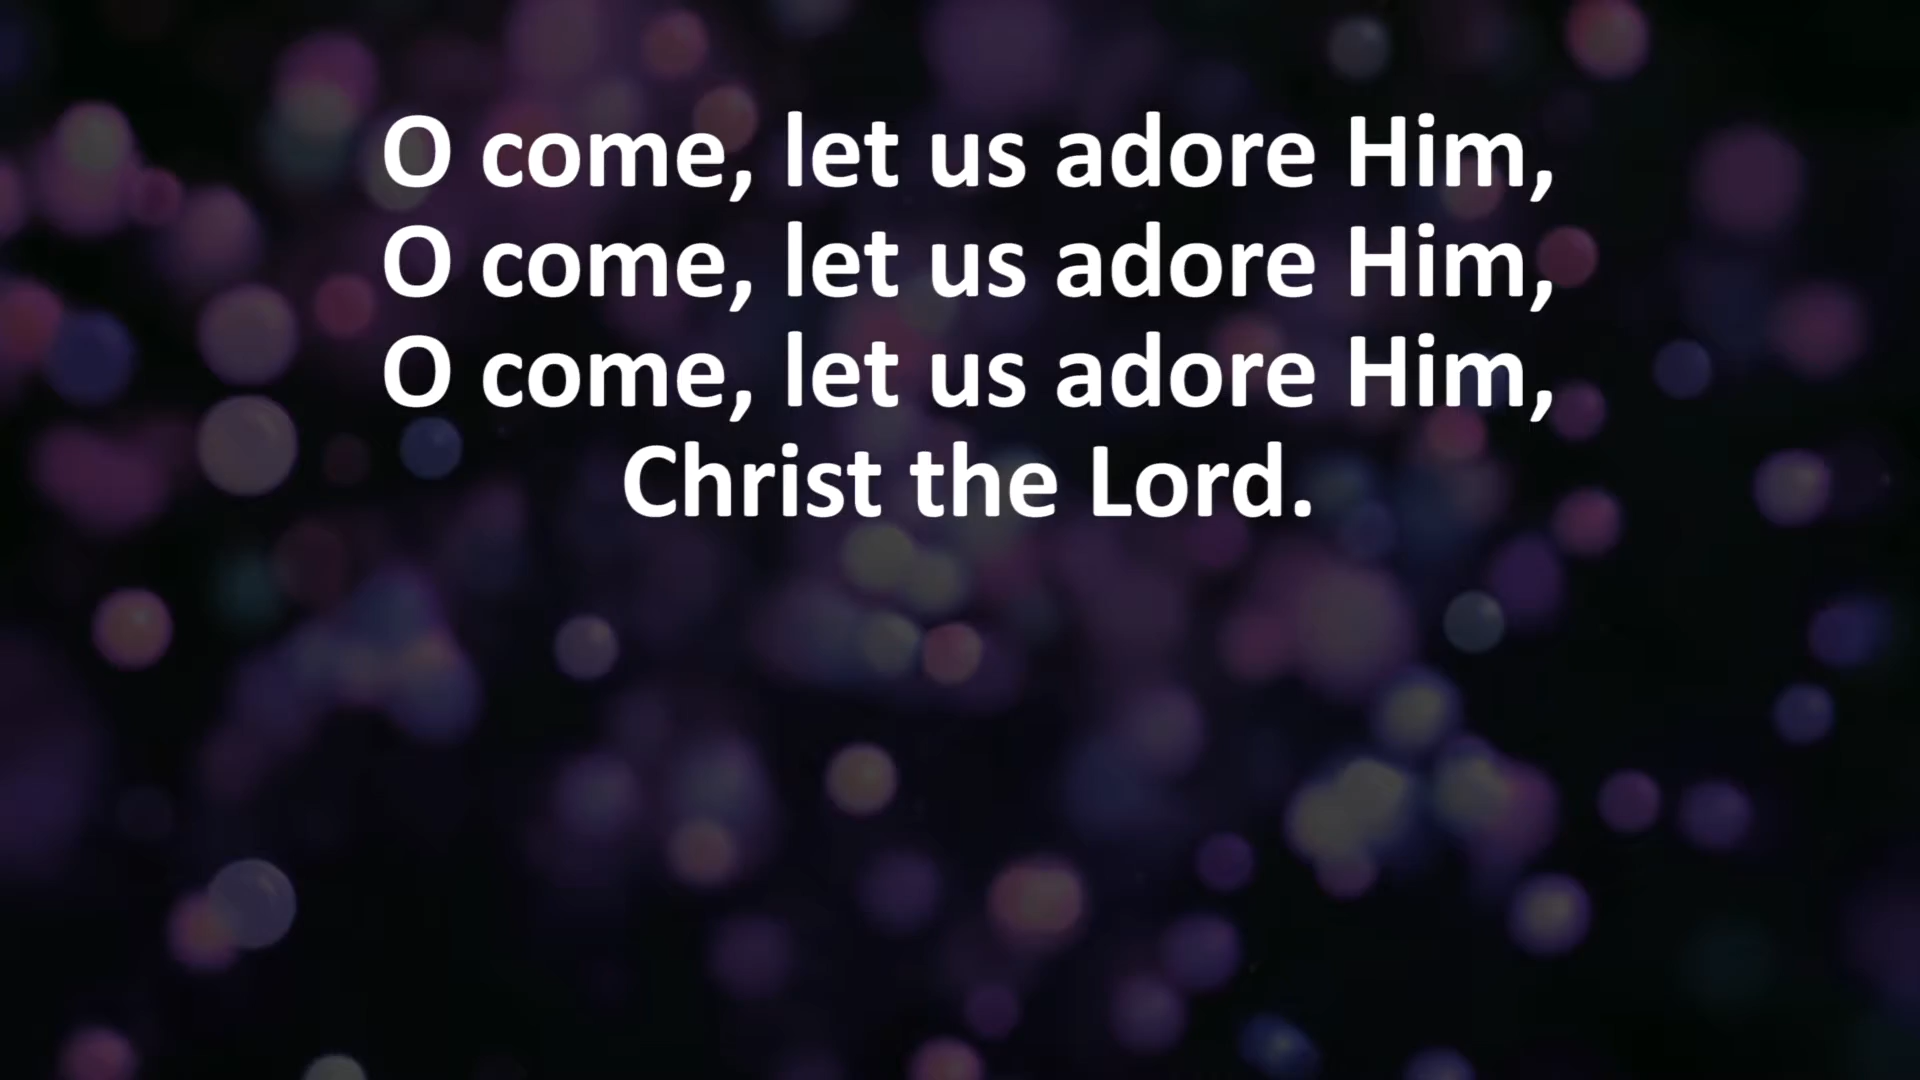 O come, let us adore Him,
O come, let us adore Him,
O come, let us adore Him,
Christ the Lord.